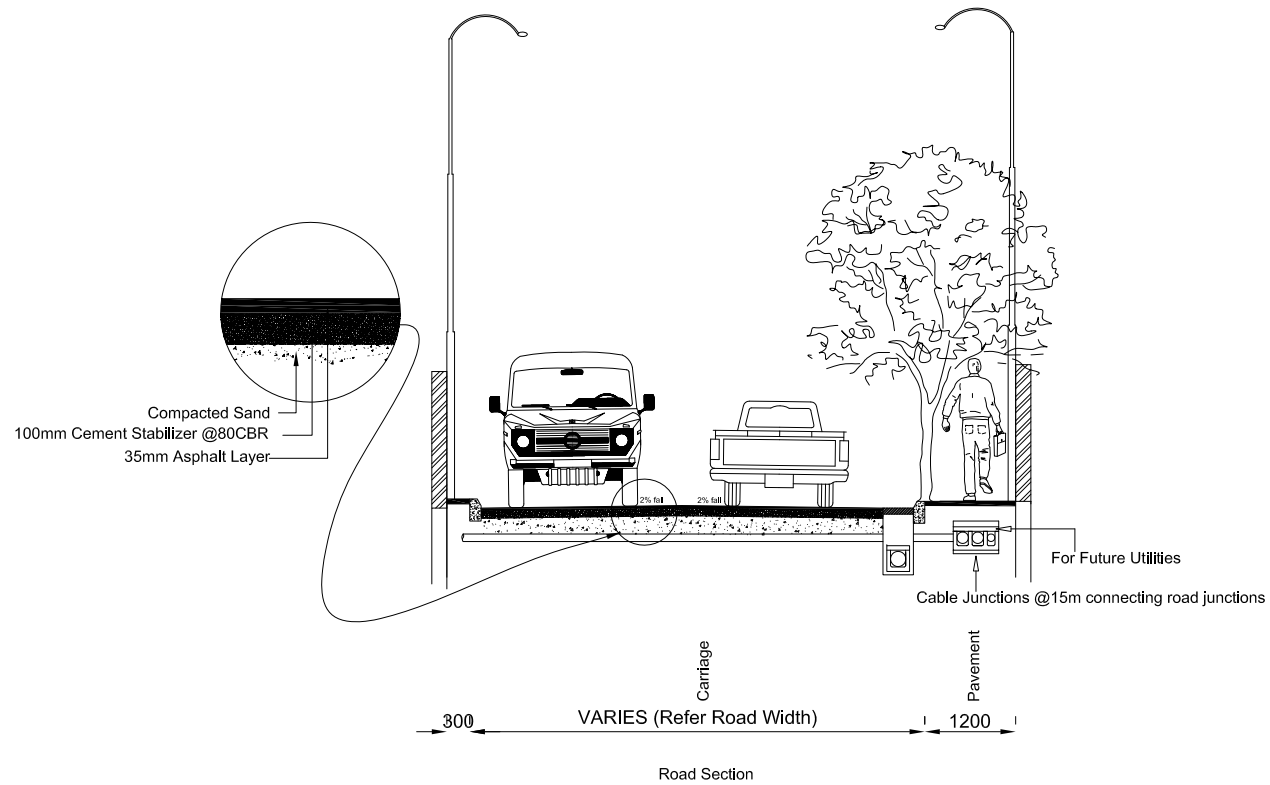 Compacted Sand
100mm Cement Stabilizer @80CBR
35mm Asphalt Layer
2% fall
2% fall
For Future Utilities
Cable Junctions @15m connecting road junctions
Carriage
Pavement
300
VARIES (Refer Road Width)
1200
Road Section